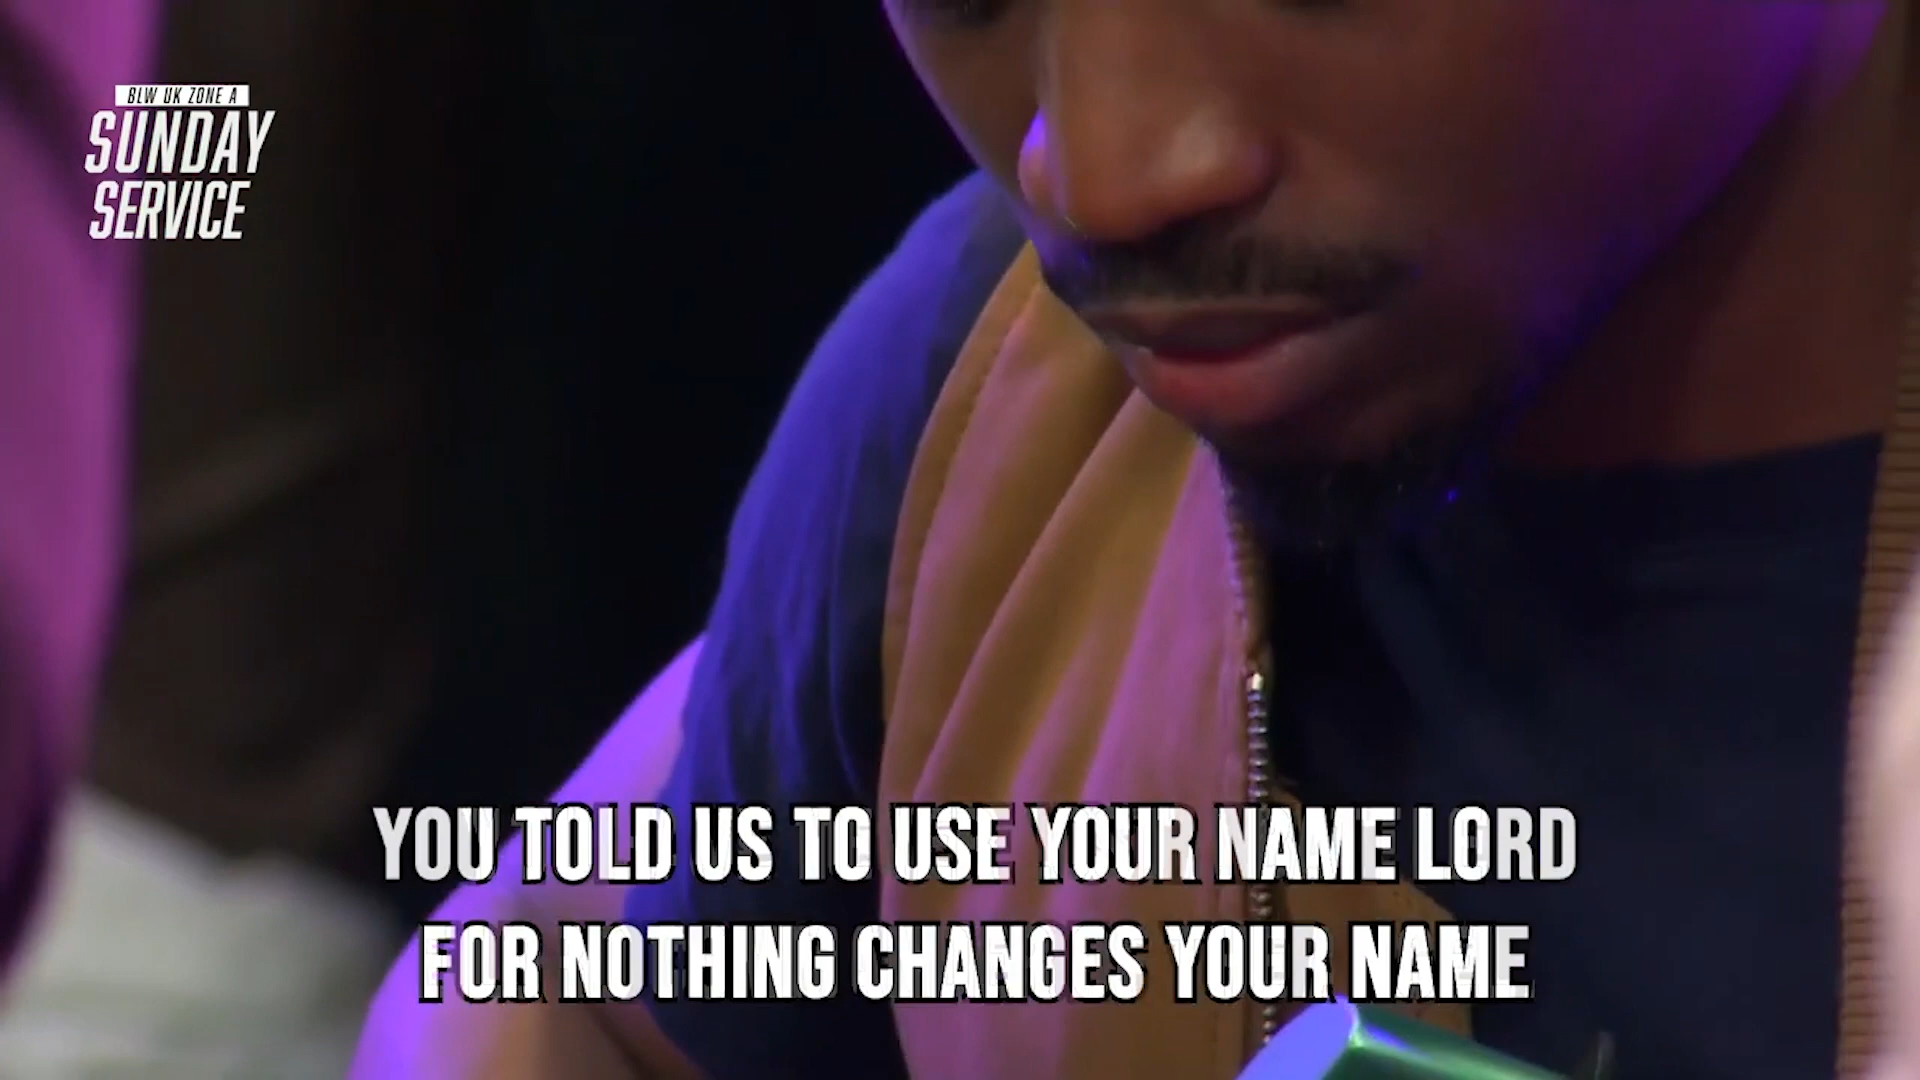 BLW UK ZONE A
SUNDAY
SERVICE
YOU TOLD US TO USE YOUR NAME LORD
FOR NOTHING CHANGES YOUR NAME